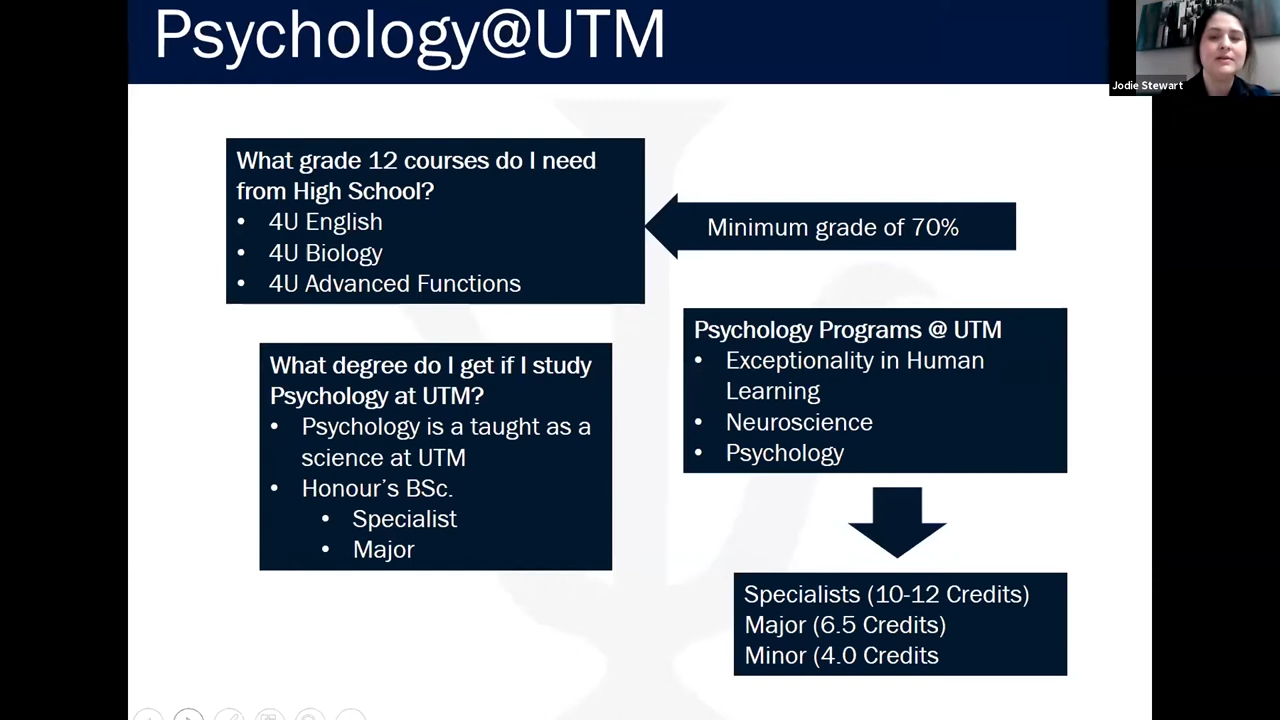 Psychology@UTM
Jodie Stewart
What grade 12 courses do I need
from High School?
• 4U English
• 4U Biology
• 4U Advanced Functions
Minimum grade of 70%
What degree do I get if I study
Psychology at UTM?
• Psychology is a taught as a
science at UTM
• Honour's BSc.
• Specialist
• Major
Psychology Programs @ UTM
• Exceptionality in Human
Learning
• Neuroscience
• Psychology
Specialists (10-12 Credits)
Major (6.5 Credits)
Minor (4.0 Credits